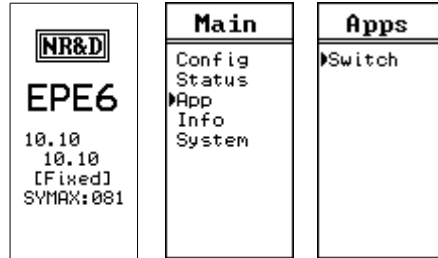 NR&D
EPE6
10.10
10.10
[Fixed]
SYMAX:081
Main
Config
Status
App
Info
System
Apps
Switch